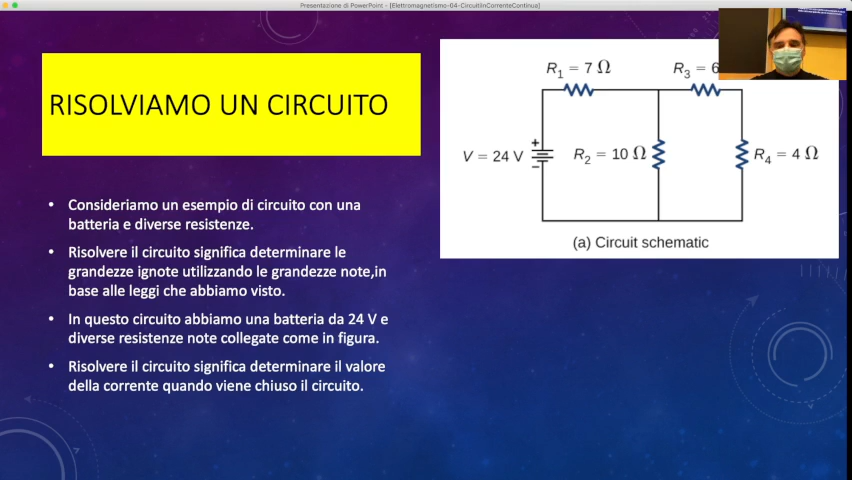 Presentazione di PowerPoint - [Elettromagnetismo-04-CircuitiInCorrenteContinua]
RISOLVIAMO UN CIRCUITO
• Consideriamo un esempio di circuito con una
batteria e diverse resistenze.
• Risolvere il circuito significa determinare le
grandezze ignote utilizzando le grandezze note,in
base alle leggi che abbiamo visto.
• In questo circuito abbiamo una batteria da 24 V e
diverse resistenze note collegate come in figura.
• Risolvere il circuito significa determinare il valore
della corrente quando viene chiuso il circuito.
R1 = 7 Ω
R3 = 6
V = 24 V
+
−
R2 = 10 Ω
R4 = 4 Ω
(a) Circuit schematic